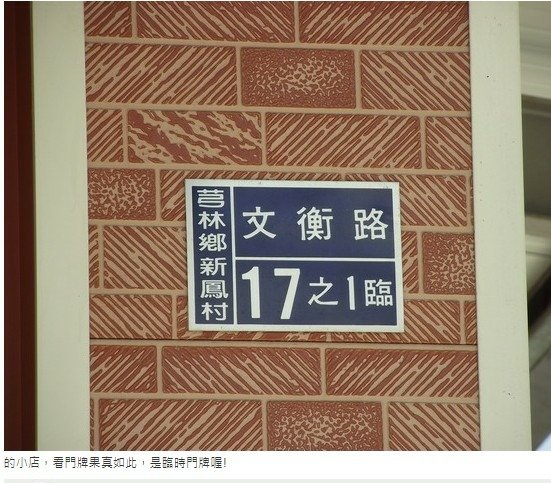 芎林鄉新鳳村
文衡路
17之1臨
的小店，看門牌果真如此，是臨時門牌喔!